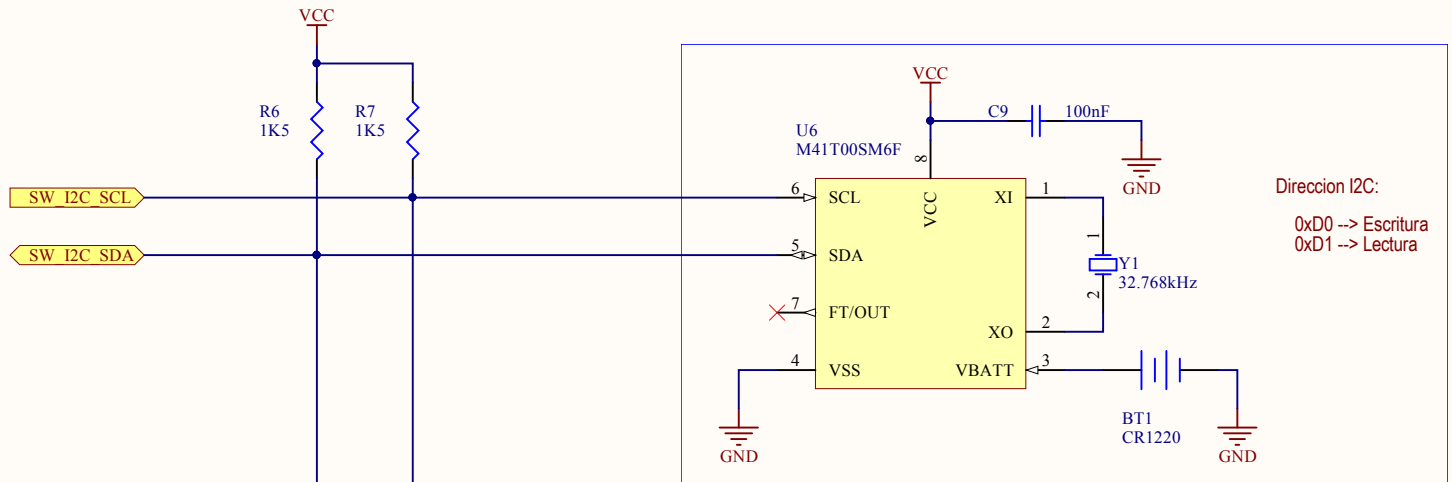 VCC
R6
1K5
R7
1K5
SW_I2C_SCL
SW_I2C_SDA
VCC
C9
100nF
GND
U6
M41T00SM6F
8
VCC
6
SCL
5
SDA
7
FT/OUT
4
VSS
XI
1
XO
2
VBATT
3
1
Y1
32.768kHz
2
GND
BT1
CR1220
GND
Direccion I2C:
0xD0 --> Escritura
0xD1 --> Lectura